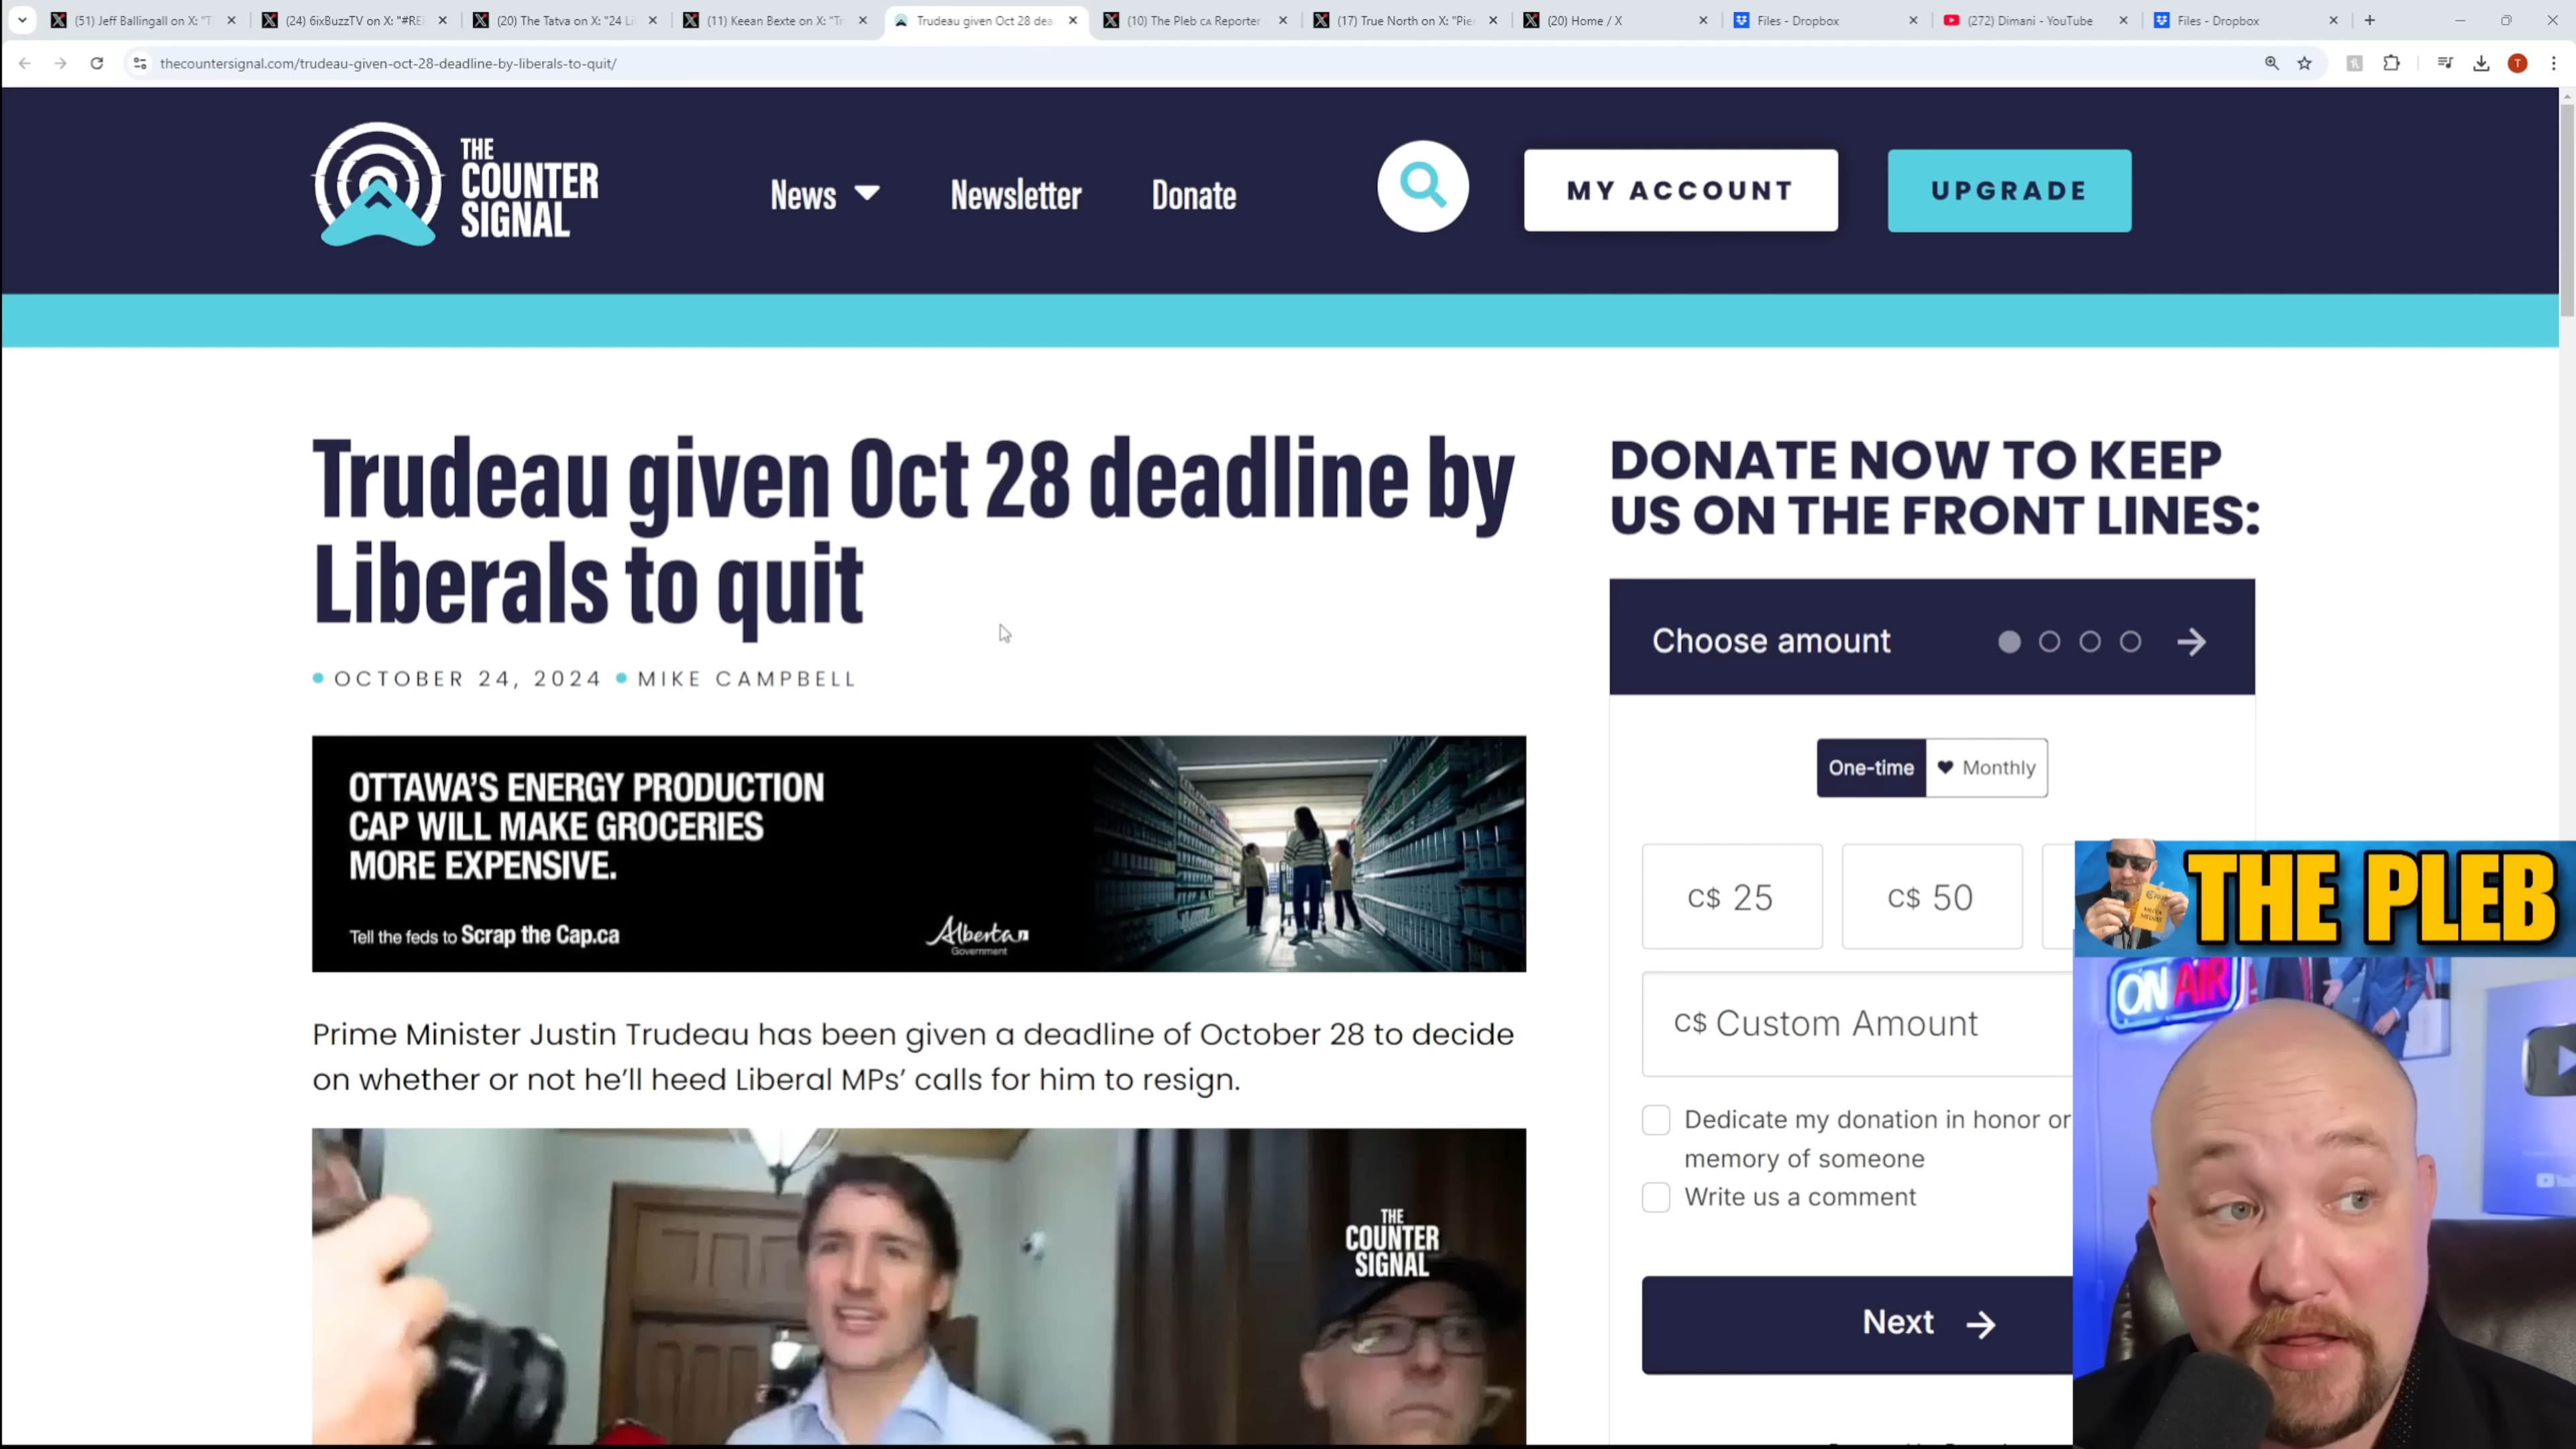 (51) Jeff Ballingall on X: "T
(24) 6ixBuzzTV on X: "#RE
(20) The Tatva on X: "24 Li
(11) Keean Bexte on X: "Tr
Trudeau given Oct 28 dea
(10) The Pleb CA Reporter
(17) True North on X: "Pie
(20) Home / X
Files - Dropbox
(272) Dimani - YouTube
Files - Dropbox
thecountersignal.com/trudeau-given-oct-28-deadline-by-liberals-to-quit/
T
THE
COUNTER
SIGNAL
News
Newsletter
Donate
MY ACCOUNT
UPGRADE
Trudeau given Oct 28 deadline by
Liberals to quit
OCTOBER 24, 2024 MIKE CAMPBELL
OTTAWA'S ENERGY PRODUCTION
CAP WILL MAKE GROCERIES
MORE EXPENSIVE.
Tell the feds to Scrap the Cap.ca
Alberta
Government
Prime Minister Justin Trudeau has been given a deadline of October 28 to decide
on whether or not he'll heed Liberal MPs' calls for him to resign.
THE
COUNTER
SIGNAL
DONATE NOW TO KEEP
US ON THE FRONT LINES:
Choose amount
One-time
Monthly
C$ 25
C$ 50
C$ Custom Amount
Dedicate my donation in honor or
memory of someone
Write us a comment
Next
THE PLEB
ON AIR